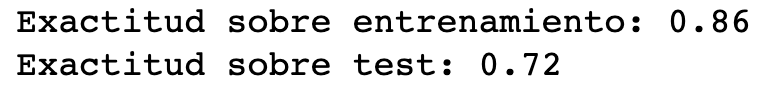 Exactitud sobre entrenamiento: 0.86
Exactitud sobre test: 0.72